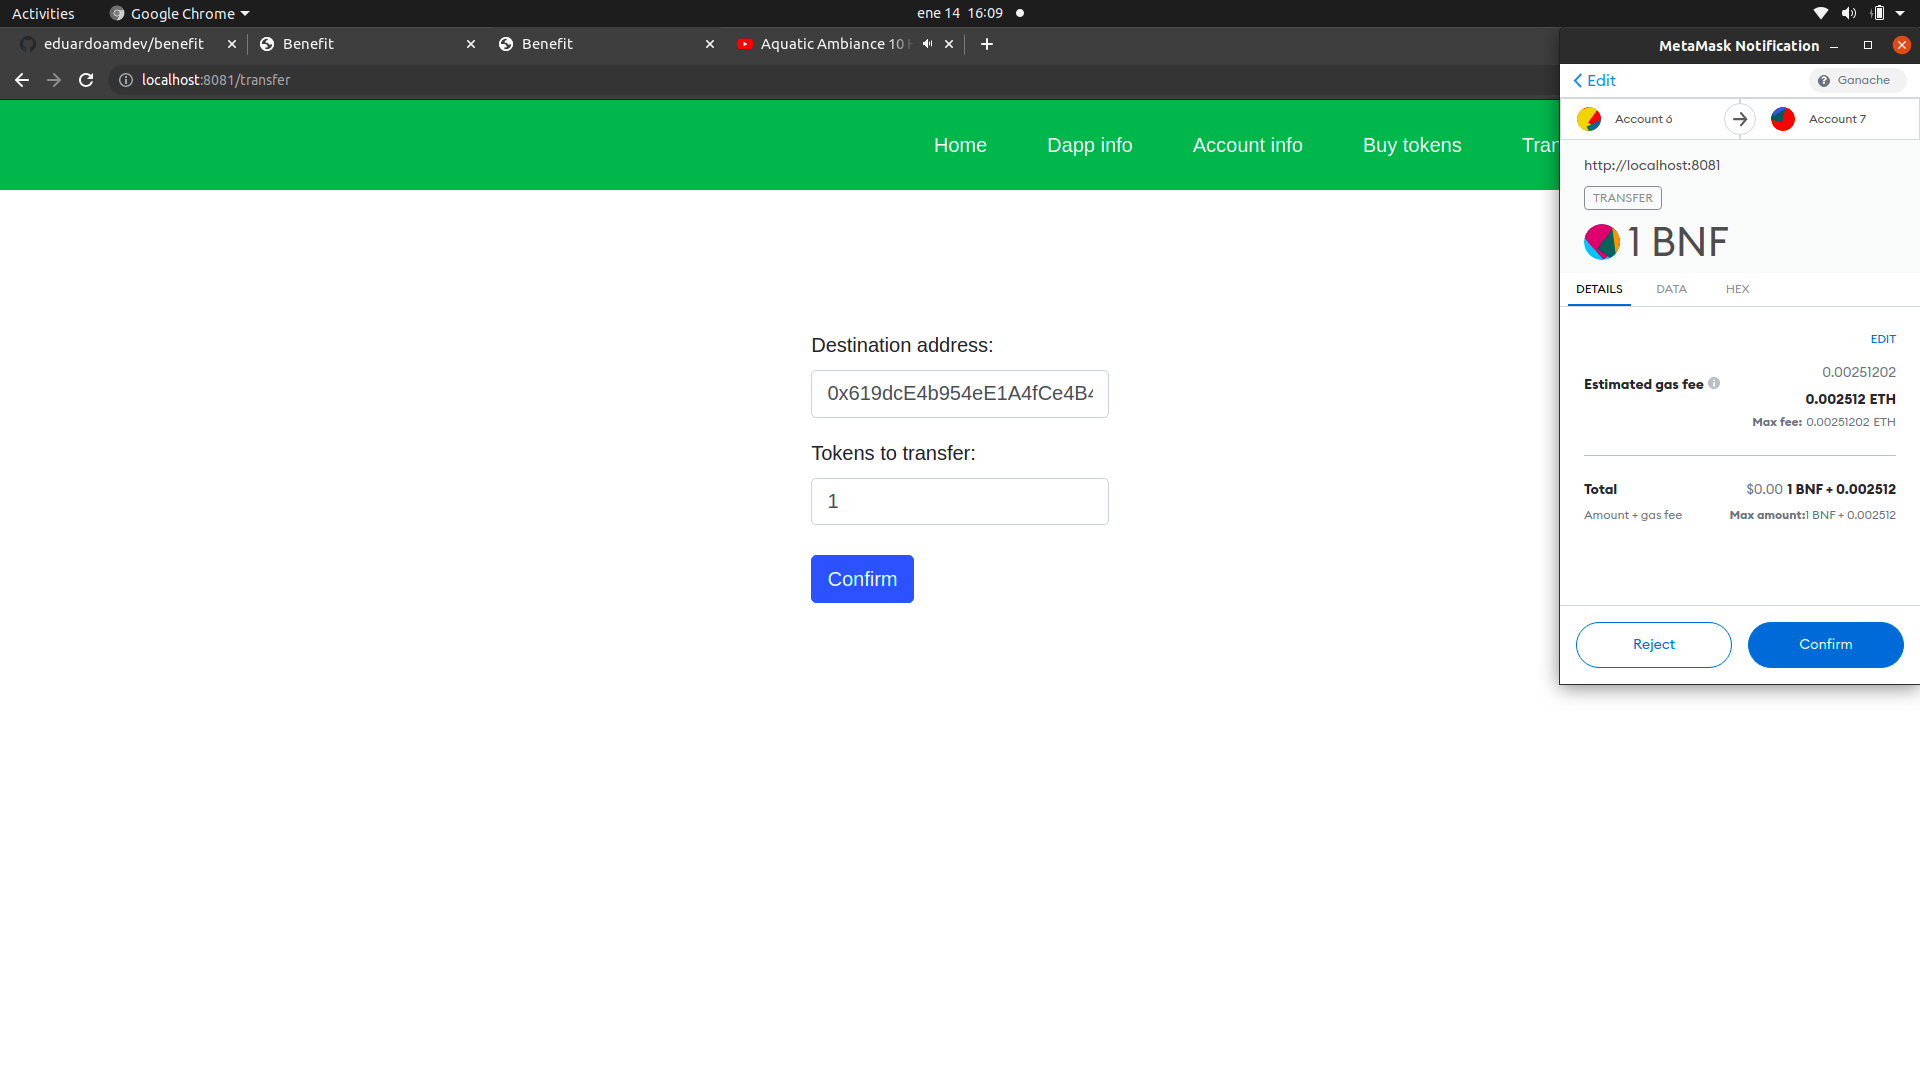 Activities
Google Chrome
ene 14 16:09
eduardoamdev/benefit
Benefit
Benefit
Aquatic Ambiance 10
localhost:8081/transfer
MetaMask Notification
Edit
Ganache
Home
Dapp info
Account info
Buy tokens
Tran
Account 6
Account 7
http://localhost:8081
TRANSFER
1 BNF
DETAILS
DATA
HEX
EDIT
Estimated gas fee
0.00251202
0.002512 ETH
Max fee: 0.00251202 ETH
Total
$0.00 1 BNF + 0.002512
Amount + gas fee
Max amount:1 BNF + 0.002512
Reject
Confirm
Destination address:
0x619dcE4b954eE1A4fCe4B4
Tokens to transfer:
1
Confirm